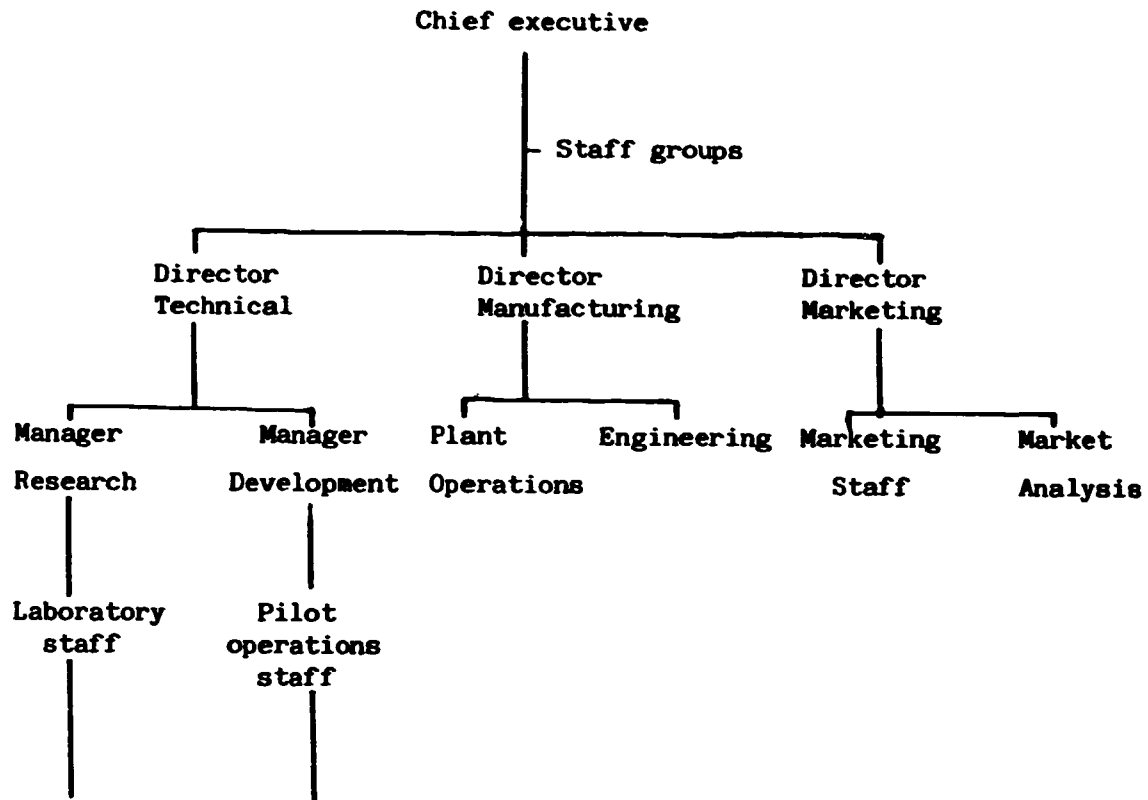 Chief executive
Staff groups
Director
Technical
Director
Manufacturing
Director
Marketing
Manager
Research
Manager
Development
Plant
Operations
Engineering
Marketing
Staff
Market
Analysis
Laboratory
staff
Pilot
operations
staff